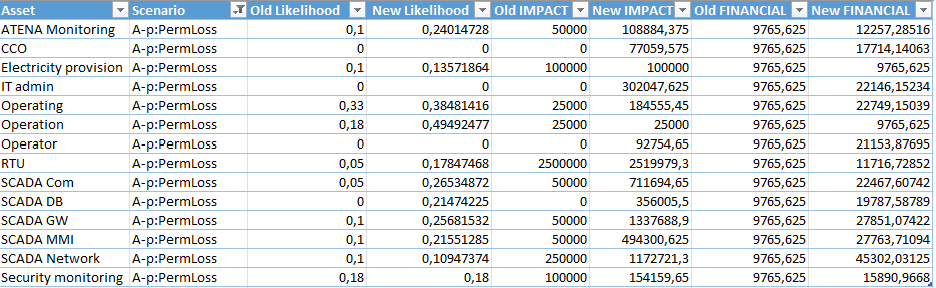 Asset Scenario Old Likelihood New Likelihood Old IMPACT New IMPACT Old FINANCIAL New FINANCIAL
ATENA Monitoring A-p:PermLoss 0,1 0,24014728 50000 108884,375 9765,625 12257,28516
CCO A-p:PermLoss 0 0 0 77059,575 9765,625 17714,14063
Electricity provision A-p:PermLoss 0,1 0,13571864 100000 100000 9765,625 9765,625
IT admin A-p:PermLoss 0 0 0 302047,625 9765,625 22146,15234
Operating A-p:PermLoss 0,33 0,38481416 25000 184555,45 9765,625 22749,15039
Operation A-p:PermLoss 0,18 0,49492477 25000 25000 9765,625 9765,625
Operator A-p:PermLoss 0 0 0 92754,65 9765,625 21153,87695
RTU A-p:PermLoss 0,05 0,17847468 2500000 2519979,3 9765,625 11716,72852
SCADA Com A-p:PermLoss 0,05 0,26534872 50000 711694,65 9765,625 22467,60742
SCADA DB A-p:PermLoss 0 0,21474225 0 356005,5 9765,625 19787,58789
SCADA GW A-p:PermLoss 0,1 0,25681532 50000 1337688,9 9765,625 27851,07422
SCADA MMI A-p:PermLoss 0,1 0,21551285 50000 494300,625 9765,625 27763,71094
SCADA Network A-p:PermLoss 0,1 0,10947374 250000 1172721,3 9765,625 45302,03125
Security monitoring A-p:PermLoss 0,18 0,18 100000 154159,65 9765,625 15890,9668